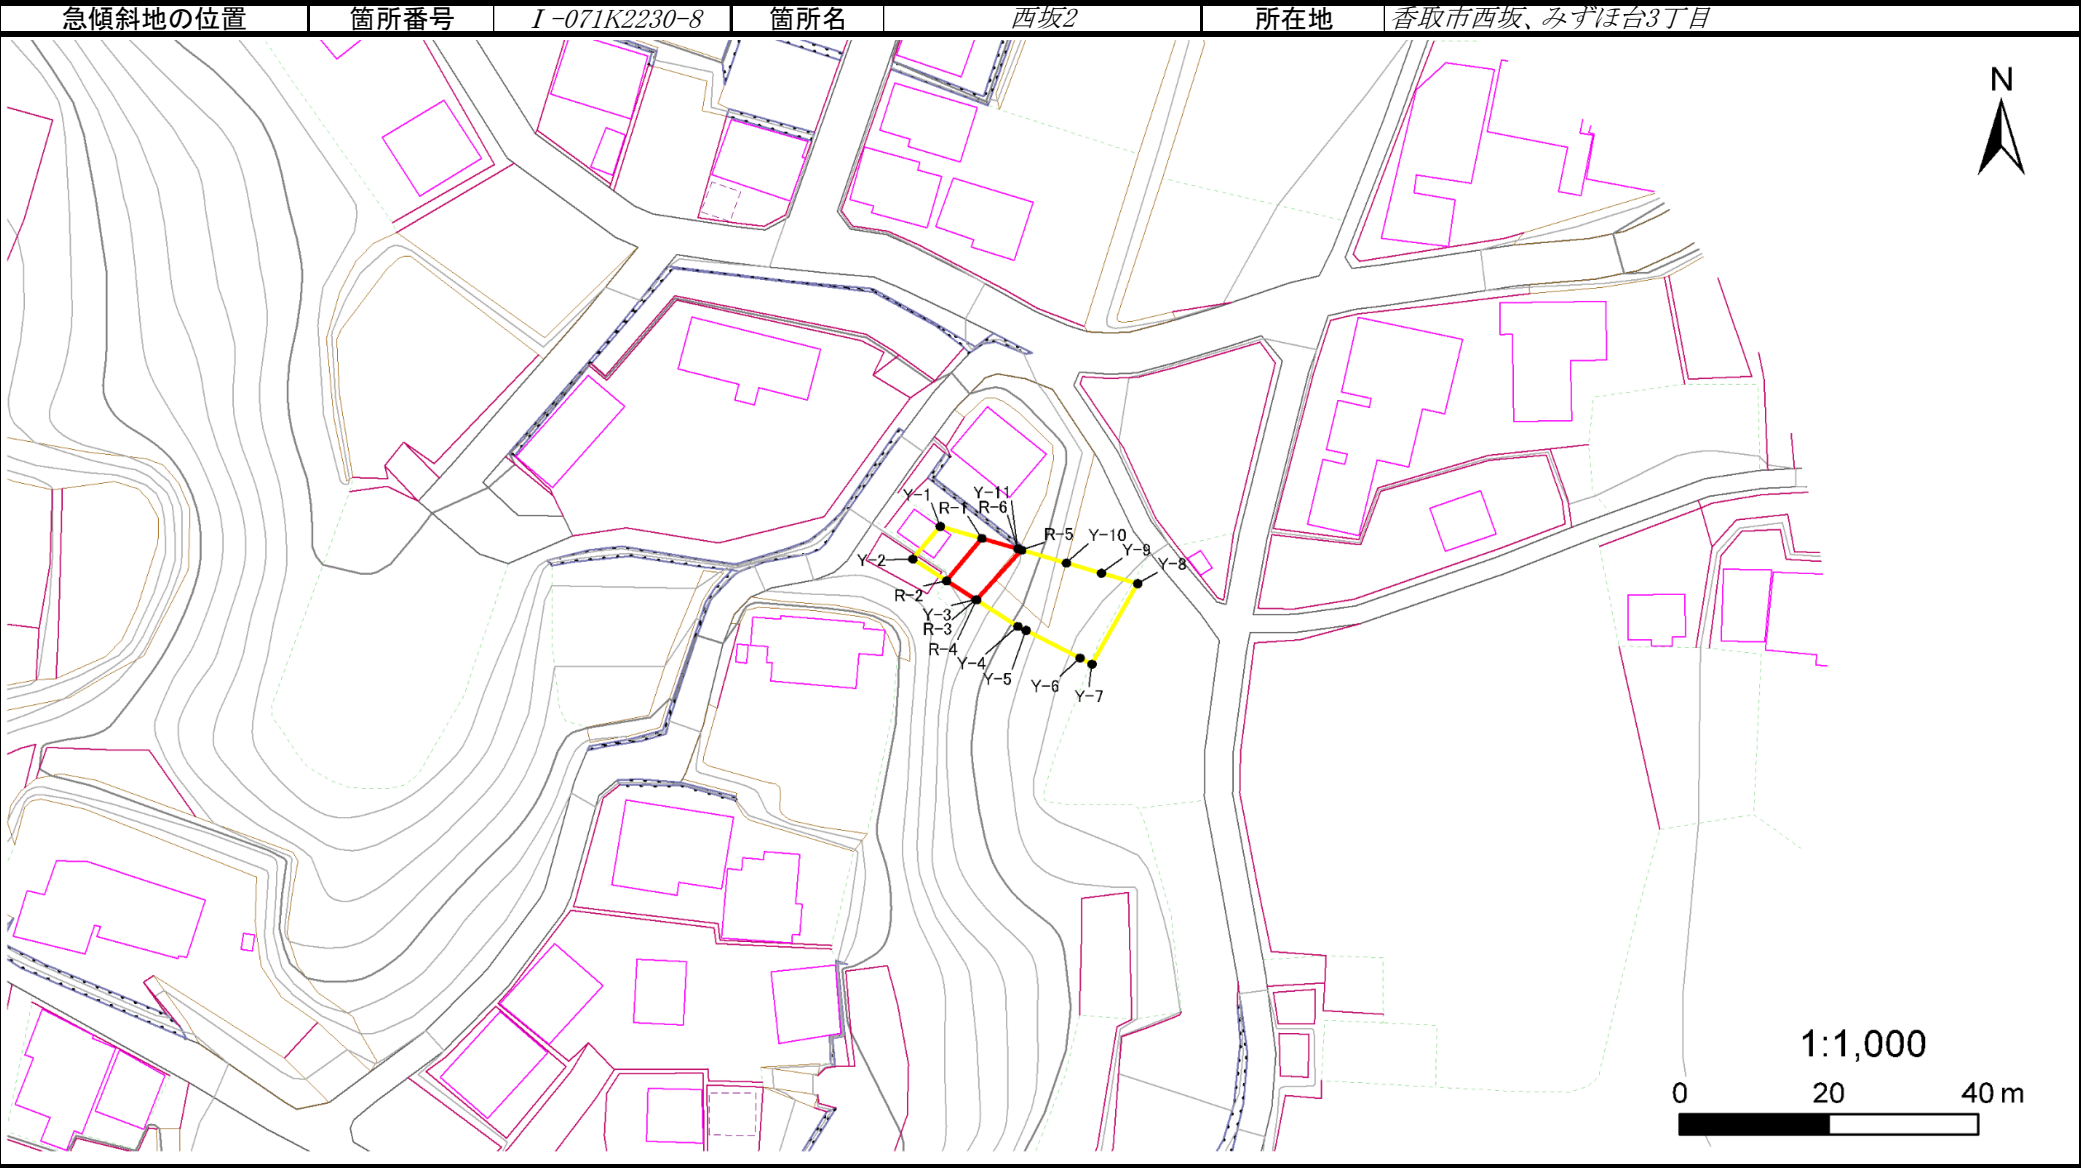 急傾斜地の位置 箇所番号 Ⅰ-071K2230-8 箇所名 西坂2 所在地 香取市西坂、みずほ台3丁目
N
Y-1
Y-11
R-1
R-6
R-5
Y-10
Y-9
Y-8
Y-2
R-2
Y-3
R-3
R-4
Y-4
Y-5
Y-6
Y-7
1:1,000
0 20 40 m